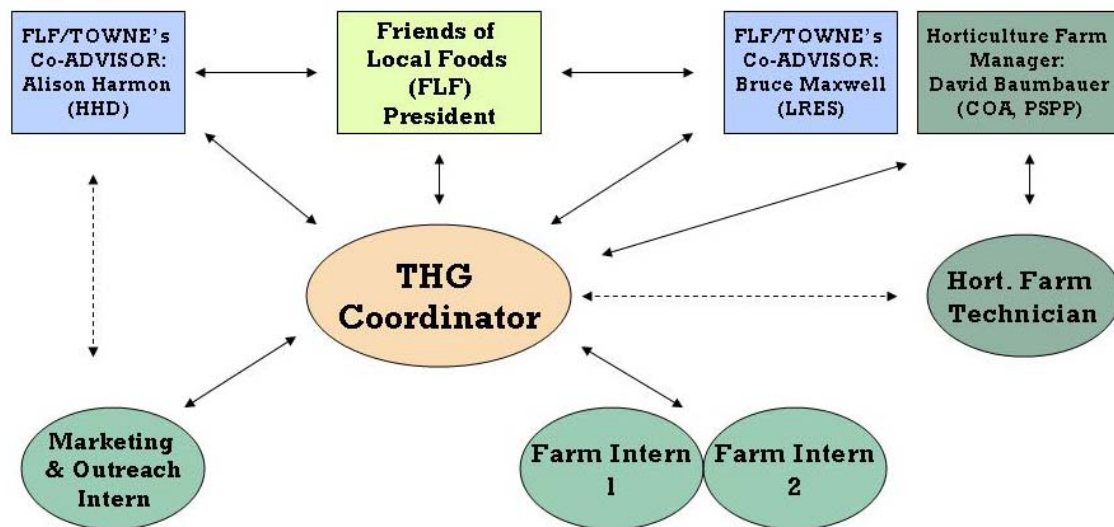 FLF/TOWNE's
Co-ADVISOR:
Alison Harmon
(HHD)
Friends of
Local Foods
(FLF)
President
FLF/TOWNE's
Co-ADVISOR:
Bruce Maxwell
(LRES)
Horticulture Farm
Manager:
David Baumbauer
(COA, PSPP)
THG
Coordinator
Hort. Farm
Technician
Marketing
& Outreach
Intern
Farm Intern
1
Farm Intern
2